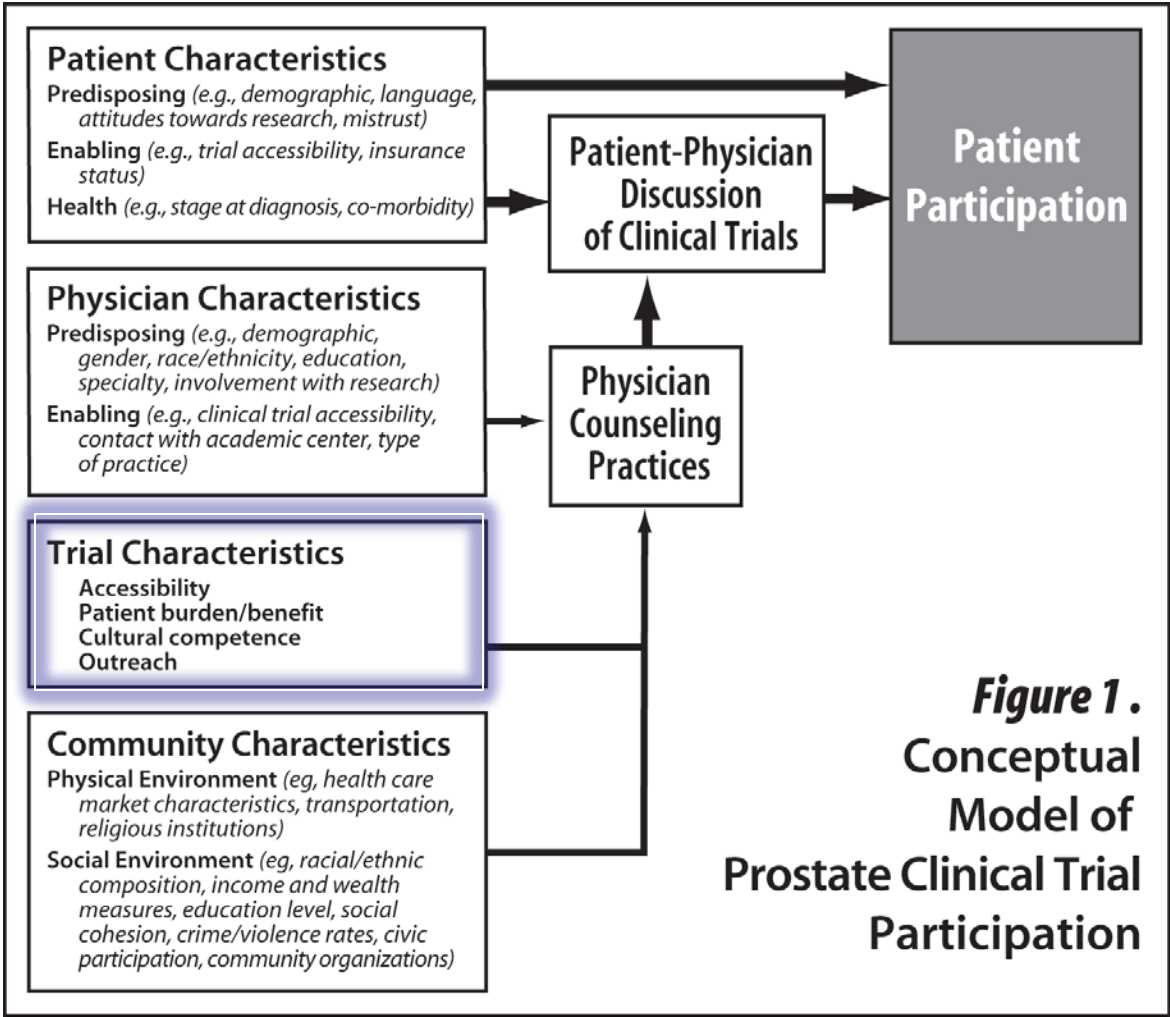 Patient Characteristics
Predisposing (e.g., demographic, language,
attitudes towards research, mistrust)
Enabling (e.g., trial accessibility, insurance
status)
Health (e.g., stage at diagnosis, co-morbidity)
Patient-Physician
Discussion
of Clinical Trials
Patient
Participation
Physician Characteristics
Predisposing (e.g., demographic,
gender, race/ethnicity, education,
specialty, involvement with research)
Enabling (e.g., clinical trial accessibility,
contact with academic center, type
of practice)
Physician
Counseling
Practices
Trial Characteristics
Accessibility
Patient burden/benefit
Cultural competence
Outreach
Community Characteristics
Physical Environment (eg, health care
market characteristics, transportation,
religious institutions)
Social Environment (eg, racial/ethnic
composition, income and wealth
measures, education level, social
cohesion, crime/violence rates, civic
participation, community organizations)
Figure 1 .
Conceptual
Model of
Prostate Clinical Trial
Participation